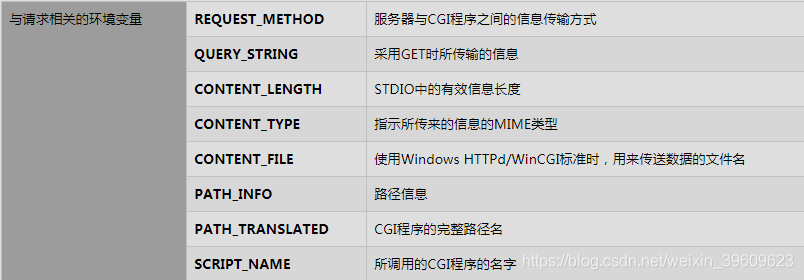 与请求相关的环境变量
REQUEST_METHOD 服务器与CGI程序之间的信息传输方式
QUERY_STRING 采用GET时所传输的信息
CONTENT_LENGTH STDIO中的有效信息长度
CONTENT_TYPE 指示所传来的信息的MIME类型
CONTENT_FILE 使用Windows HTTPd/WinCGI标准时，用来传送数据的文件名
PATH_INFO 路径信息
PATH_TRANSLATED CGI程序的完整路径名
SCRIPT_NAME 所调用的CGI程序的名字
https://blog.csdn.net/weixin_39609623